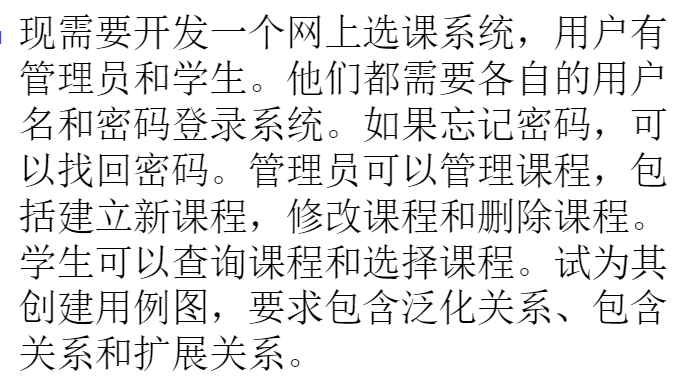 现需要开发一个网上选课系统，用户有
管理员和学生。他们都需要各自的用户
名和密码登录系统。如果忘记密码，可
以找回密码。管理员可以管理课程，包
括建立新课程，修改课程和删除课程。
学生可以查询课程和选择课程。试为其
创建用例图，要求包含泛化关系、包含
关系和扩展关系。